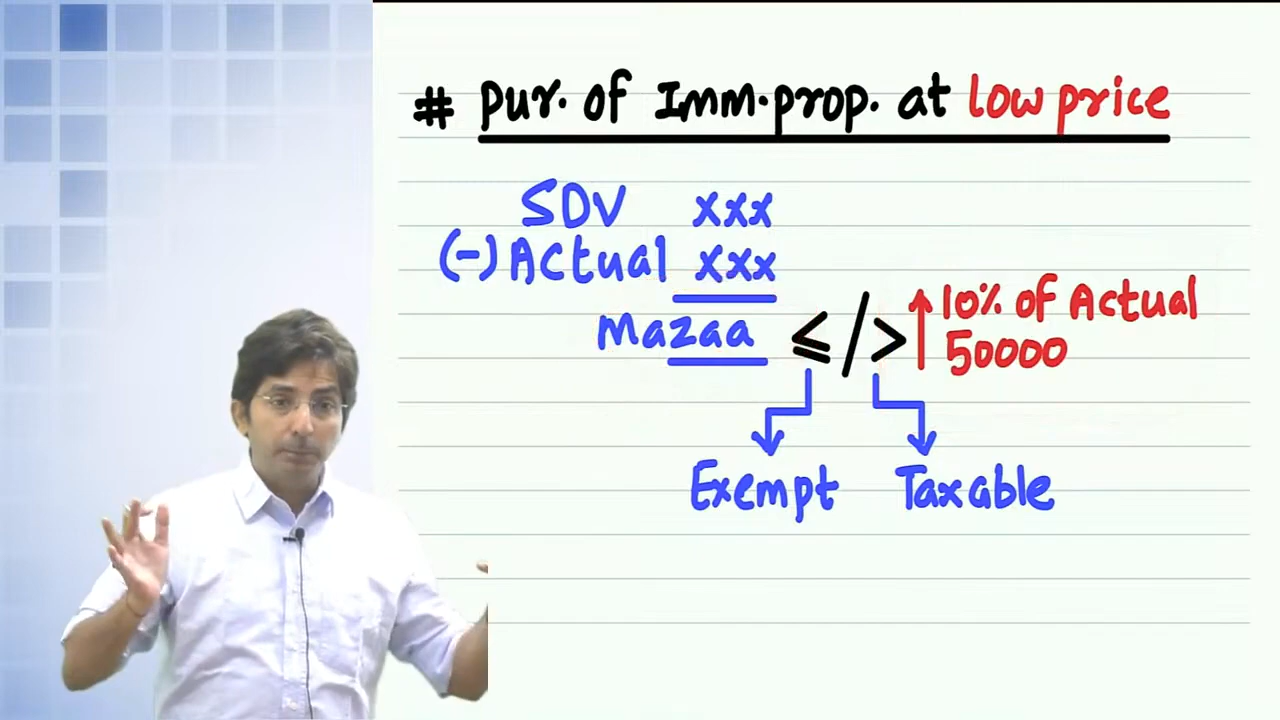 # Pur. of Imm.prop. at low price
SDV xxx
(-) Actual xxx
Mazaa ≤ / > ↑ 10% of Actual
50000
Exempt Taxable